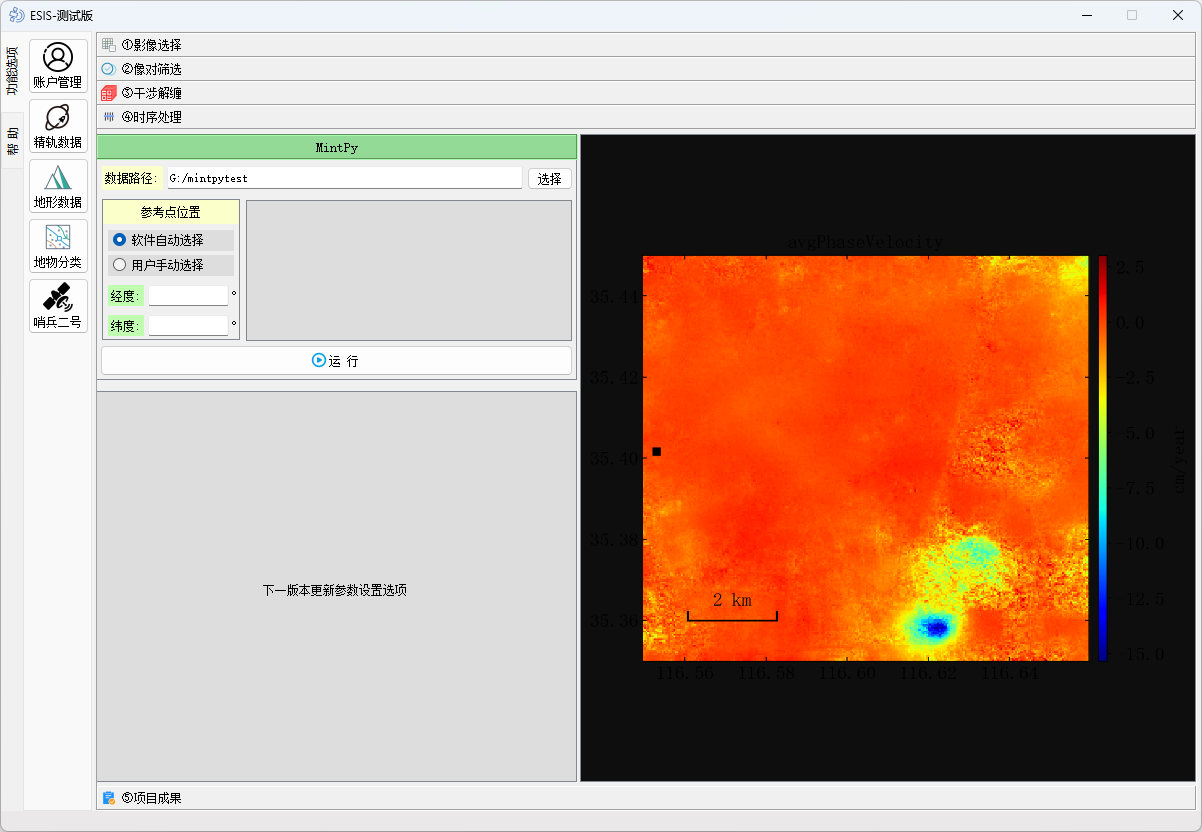 ESIS-测试版
功能选项
帮 助
账户管理
精轨数据
地形数据
地物分类
哨兵二号
①影像选择
②像对筛选
③干涉解缠
④时序处理
MintPy
数据路径:
G:/mintpytest
选择
参考点位置
软件自动选择
用户手动选择
经度:
°
纬度:
°
运 行
下一版本更新参数设置选项
avgPhaseVelocity
35.44
35.42
35.40
35.38
35.36
2 km
116.56 116.58 116.60 116.62 116.64
2.5
0.0
−2.5
−5.0
−7.5
−10.0
−12.5
−15.0
cm/year
⑤项目成果